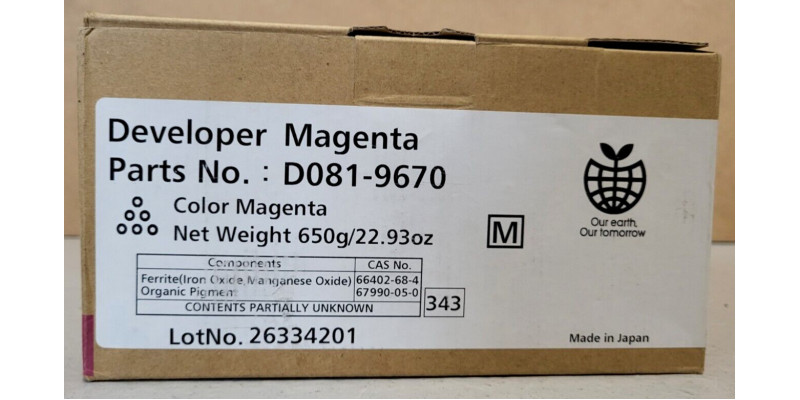 Developer Magenta
Parts No. : D081-9670
Color Magenta
Net Weight 650g/22.93oz
M
Our earth,
Our tomorrow
Components CAS No.
Ferrite(Iron Oxide,Manganese Oxide) 66402-68-4
Organic Pigment 67990-05-0
CONTENTS PARTIALLY UNKNOWN
343
LotNo. 26334201
Made in Japan